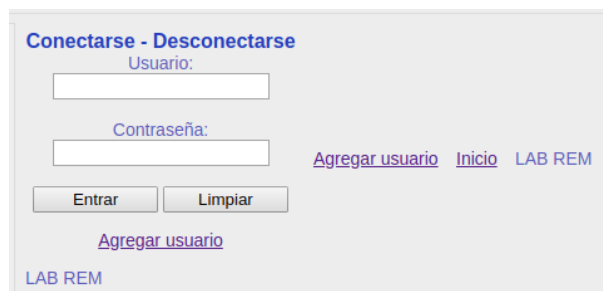 Conectarse - Desconectarse
Usuario:
Contraseña:
Agregar usuario Inicio LAB REM
Entrar Limpiar
Agregar usuario
LAB REM